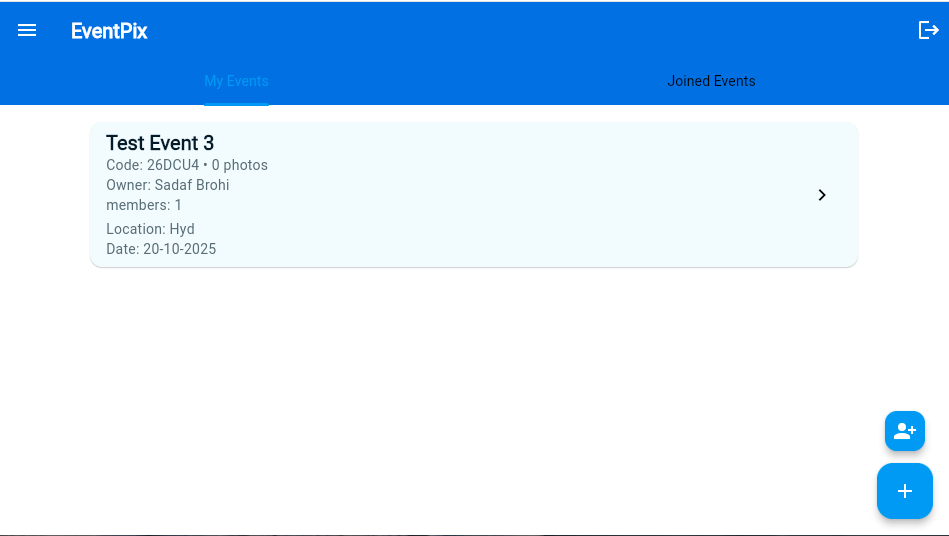 EventPix
My Events
Joined Events
Test Event 3
Code: 26DCU4 • 0 photos
Owner: Sadaf Brohi
members: 1
Location: Hyd
Date: 20-10-2025